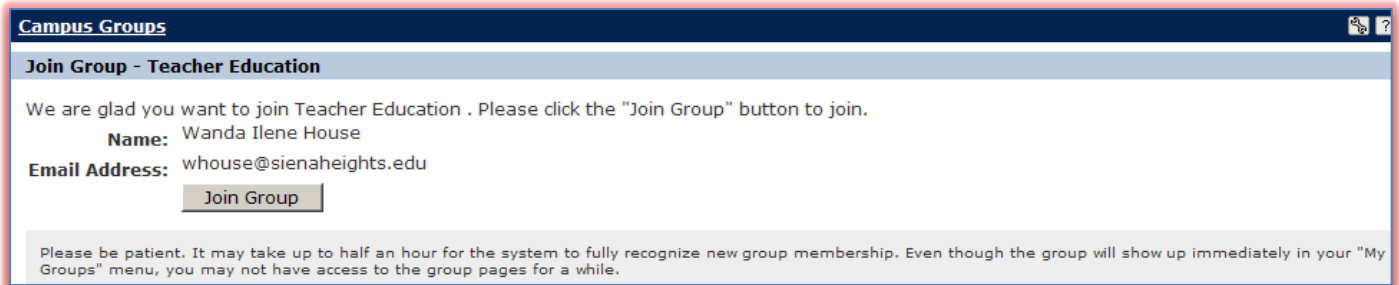 Campus Groups
?
Join Group - Teacher Education
We are glad you want to join Teacher Education . Please click the "Join Group" button to join.
Name: Wanda Ilene House
Email Address: whouse@sienaheights.edu
Join Group
Please be patient. It may take up to half an hour for the system to fully recognize new group membership. Even though the group will show up immediately in your "My
Groups" menu, you may not have access to the group pages for a while.